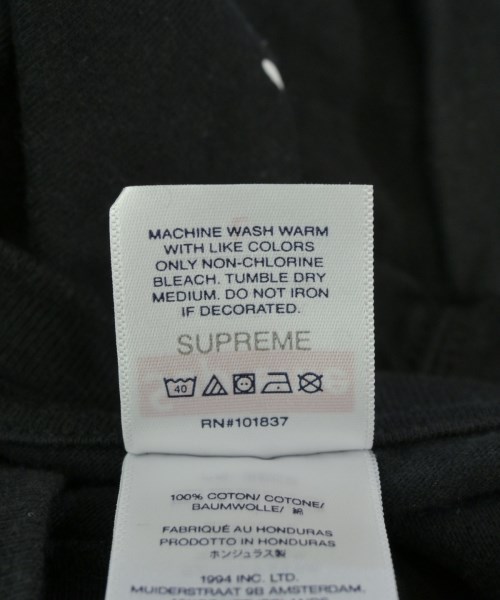 MACHINE WASH WARM
WITH LIKE COLORS
ONLY NON-CHLORINE
BLEACH. TUMBLE DRY
MEDIUM. DO NOT IRON
IF DECORATED.
SUPREME
40
RN#101837
100% COTTON/ COTONE/
BAUMWOLLE/ 綿
FABRIQUÉ AU HONDURAS
PRODOTTO IN HONDURAS
ホンジュラス製
1994 INC. LTD.
MUIDERSTRAAT 9B AMSTERDAM,